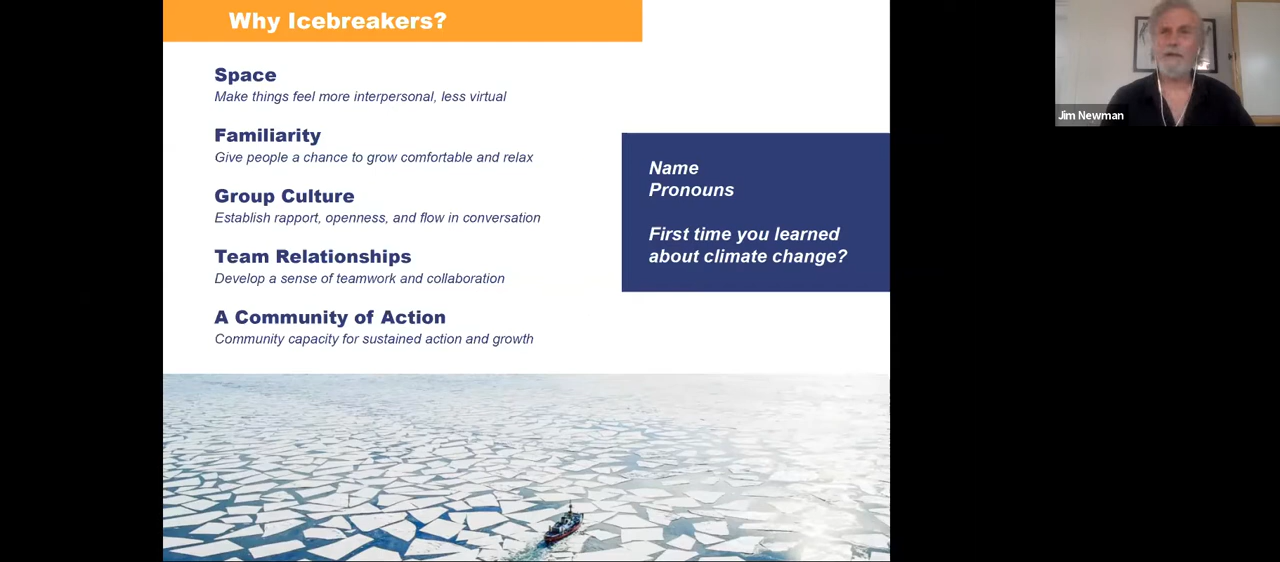 Why Icebreakers?
Space
Make things feel more interpersonal, less virtual
Familiarity
Give people a chance to grow comfortable and relax
Group Culture
Establish rapport, openness, and flow in conversation
Team Relationships
Develop a sense of teamwork and collaboration
A Community of Action
Community capacity for sustained action and growth
Name
Pronouns
First time you learned
about climate change?
Jim Newman